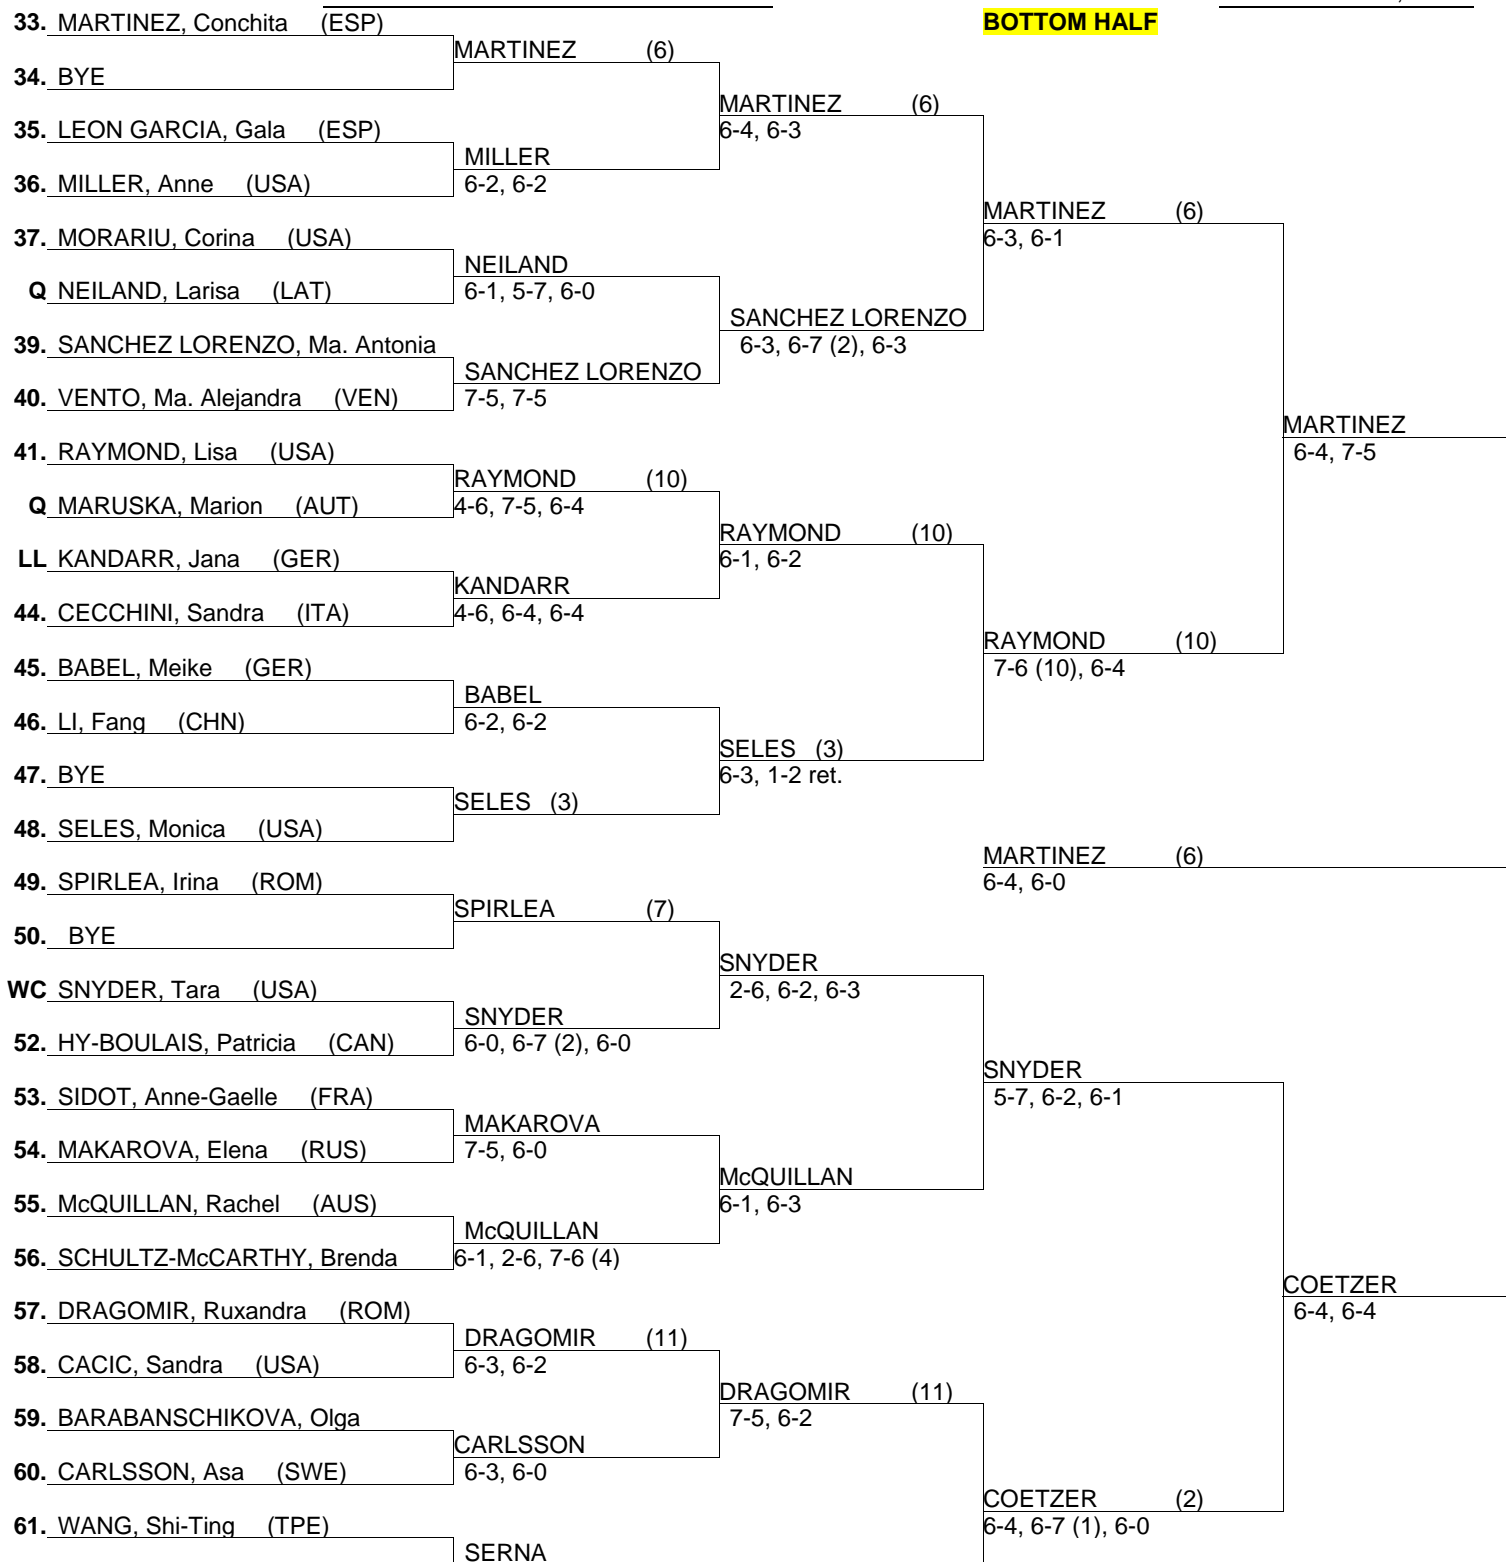 BOTTOM HALF
33. MARTINEZ, Conchita (ESP)
MARTINEZ (6)
34. BYE
MARTINEZ (6)
35. LEON GARCIA, Gala (ESP)
6-4, 6-3
MILLER
36. MILLER, Anne (USA)
6-2, 6-2
MARTINEZ (6)
37. MORARIU, Corina (USA)
6-3, 6-1
NEILAND
Q NEILAND, Larisa (LAT)
6-1, 5-7, 6-0
SANCHEZ LORENZO
39. SANCHEZ LORENZO, Ma. Antonia
6-3, 6-7 (2), 6-3
SANCHEZ LORENZO
40. VENTO, Ma. Alejandra (VEN)
7-5, 7-5
MARTINEZ
41. RAYMOND, Lisa (USA)
6-4, 7-5
RAYMOND (10)
Q MARUSKA, Marion (AUT)
4-6, 7-5, 6-4
RAYMOND (10)
LL KANDARR, Jana (GER)
6-1, 6-2
KANDARR
44. CECCHINI, Sandra (ITA)
4-6, 6-4, 6-4
RAYMOND (10)
45. BABEL, Meike (GER)
7-6 (10), 6-4
BABEL
46. LI, Fang (CHN)
6-2, 6-2
SELES (3)
47. BYE
6-3, 1-2 ret.
SELES (3)
48. SELES, Monica (USA)
MARTINEZ (6)
49. SPIRLEA, Irina (ROM)
6-4, 6-0
SPIRLEA (7)
50. BYE
SNYDER
WC SNYDER, Tara (USA)
2-6, 6-2, 6-3
SNYDER
52. HY-BOULAIS, Patricia (CAN)
6-0, 6-7 (2), 6-0
SNYDER
53. SIDOT, Anne-Gaelle (FRA)
5-7, 6-2, 6-1
MAKAROVA
54. MAKAROVA, Elena (RUS)
7-5, 6-0
McQUILLAN
55. McQUILLAN, Rachel (AUS)
6-1, 6-3
McQUILLAN
56. SCHULTZ-McCARTHY, Brenda
6-1, 2-6, 7-6 (4)
COETZER
57. DRAGOMIR, Ruxandra (ROM)
6-4, 6-4
DRAGOMIR (11)
58. CACIC, Sandra (USA)
6-3, 6-2
DRAGOMIR (11)
59. BARABANSCHIKOVA, Olga
7-5, 6-2
CARLSSON
60. CARLSSON, Asa (SWE)
6-3, 6-0
COETZER (2)
61. WANG, Shi-Ting (TPE)
6-4, 6-7 (1), 6-0
SERNA